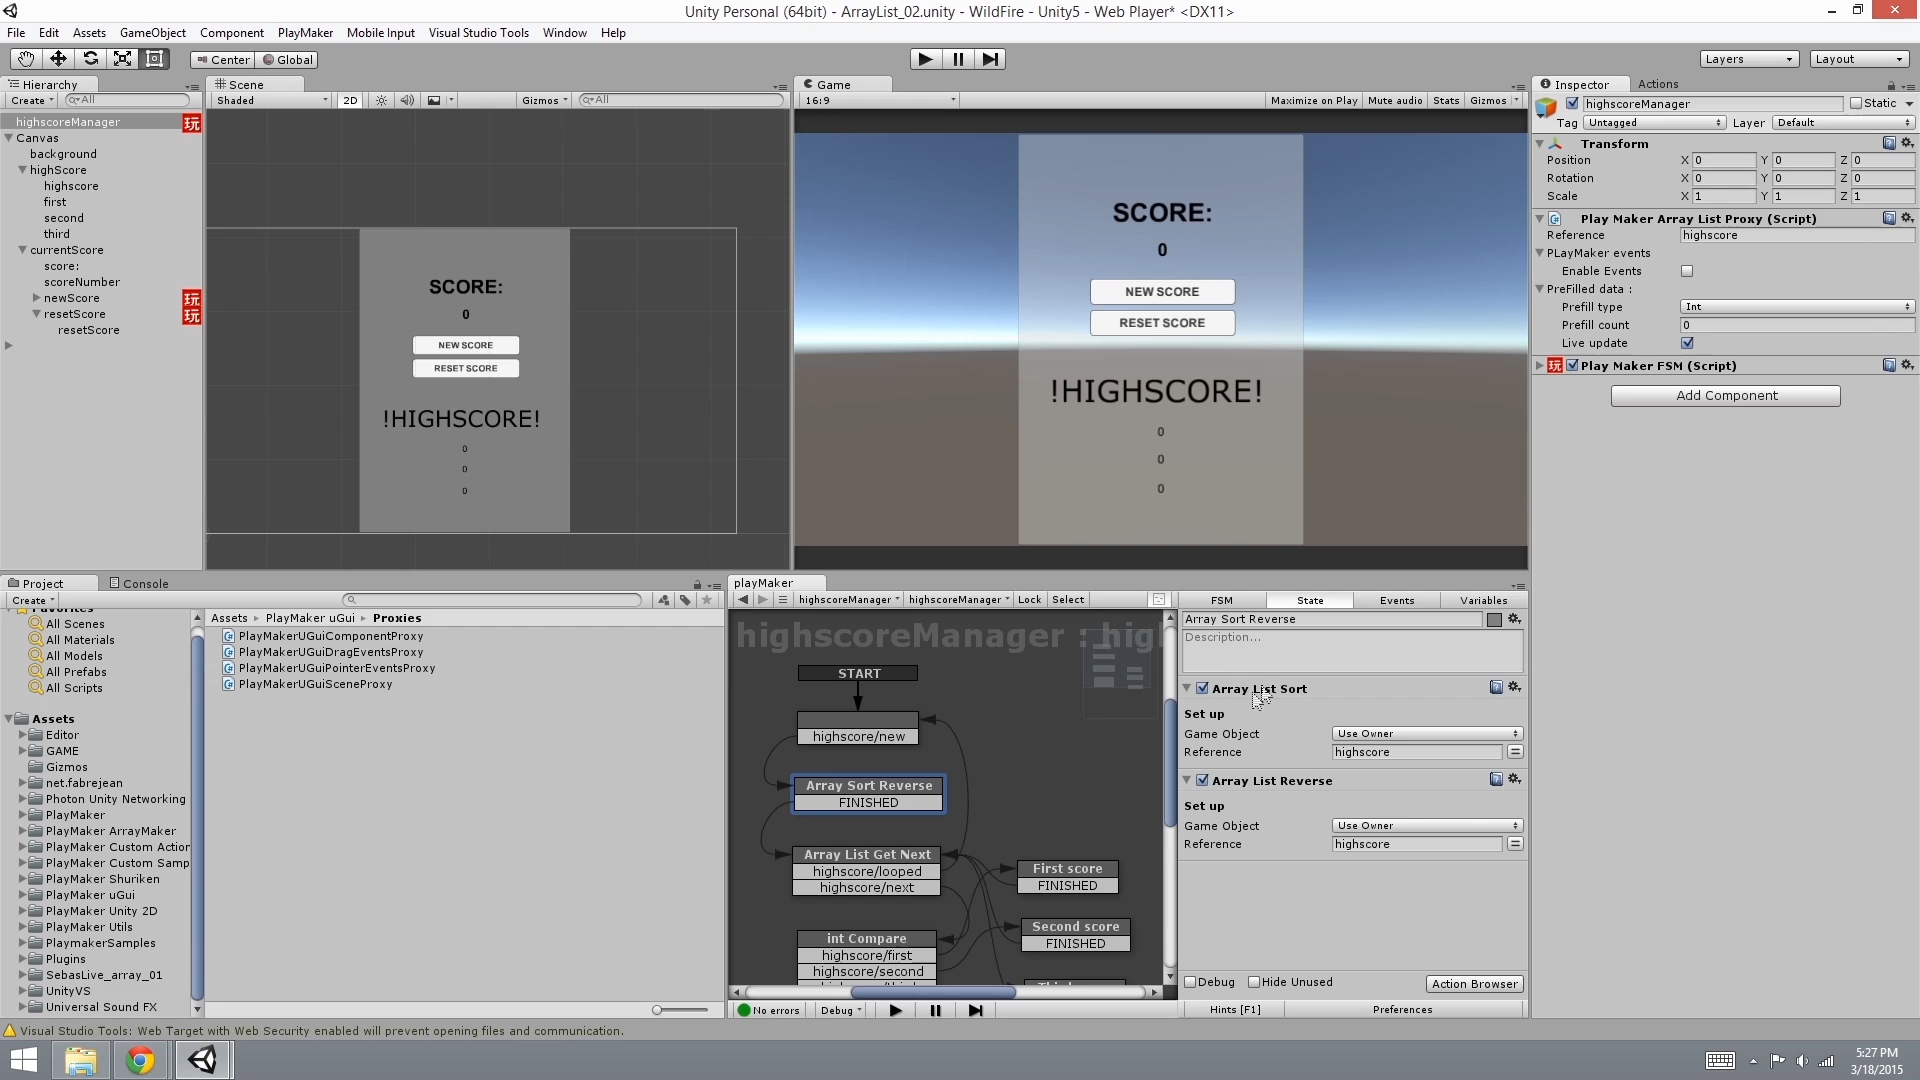 Unity Personal (64bit) - ArrayList_02.unity - WildFire - Unity5 - Web Player* <DX11>
File Edit Assets GameObject Component PlayMaker Mobile Input Visual Studio Tools Window Help
Center Global
Layers
Layout
Hierarchy
Create
All
highscoreManager 玩
Canvas
background
highScore
highscore
first
second
third
currentScore
score:
scoreNumber
newScore 玩
resetScore 玩
resetScore
Scene
Shaded 2D Gizmos All
SCORE:
0
NEW SCORE
RESET SCORE
!HIGHSCORE!
0
0
0
Game
16:9 Maximize on Play Mute audio Stats Gizmos
SCORE:
0
NEW SCORE
RESET SCORE
!HIGHSCORE!
0
0
0
Inspector Actions
highscoreManager Static
Tag Untagged Layer Default
Transform
Position X 0 Y 0 Z 0
Rotation X 0 Y 0 Z 0
Scale X 1 Y 1 Z 1
Play Maker Array List Proxy (Script)
Reference highscore
PLayMaker events
Enable Events
PreFilled data :
Prefill type Int
Prefill count 0
Live update
玩 Play Maker FSM (Script)
Add Component
Project Console
Create
Favorites
All Scenes
All Materials
All Models
All Prefabs
All Scripts
Assets
Editor
GAME
Gizmos
net.fabrejean
Photon Unity Networking
PlayMaker
PlayMaker ArrayMaker
PlayMaker Custom Action
PlayMaker Custom Samp
PlayMaker Shuriken
PlayMaker uGui
PlayMaker Unity 2D
PlayMaker Utils
PlaymakerSamples
Plugins
SebasLive_array_01
UnityVS
Universal Sound FX
Assets PlayMaker uGui Proxies
PlayMakerUGuiComponentProxy
PlayMakerUGuiDragEventsProxy
PlayMakerUGuiPointerEventsProxy
PlayMakerUGuiSceneProxy
playMaker
highscoreManager highscoreManager Lock Select
highscoreManager : high
START
highscore/new
Array Sort Reverse
FINISHED
Array List Get Next
highscore/looped
highscore/next
First score
FINISHED
Second score
FINISHED
int Compare
highscore/first
highscore/second
No errors Debug
FSM State Events Variables
Array Sort Reverse
Description...
Array List Sort
Set up
Game Object Use Owner
Reference highscore
Array List Reverse
Set up
Game Object Use Owner
Reference highscore
Debug Hide Unused Action Browser
Hints [F1] Preferences
Visual Studio Tools: Web Target with Web Security enabled will prevent opening files and communication.
5:27 PM
3/18/2015